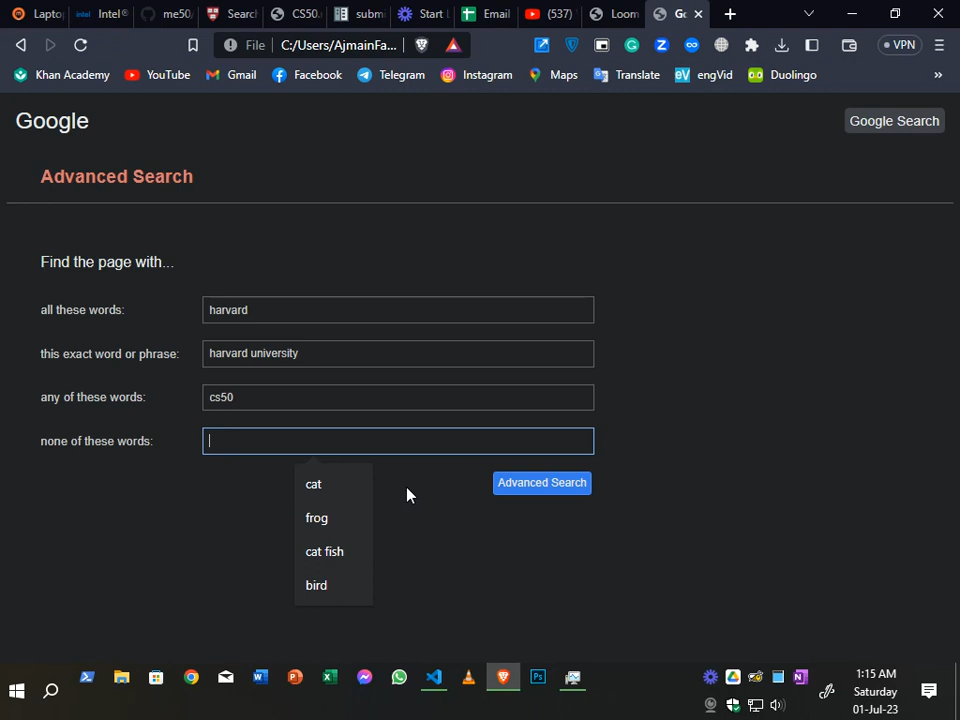 Laptop
intel
Intel®
me50/
Search
CS50.
subm
Start L
Email
(537)
Loom
Go
File
C:/Users/AjmainFa...
VPN
Khan Academy
YouTube
Gmail
Facebook
Telegram
Instagram
Maps
Translate
eV engVid
Duolingo
»
Google
Google Search
Advanced Search
Find the page with...
all these words:
harvard
this exact word or phrase:
harvard university
any of these words:
cs50
none of these words:
cat
Advanced Search
frog
cat fish
bird
1:15 AM
Saturday
01-Jul-23